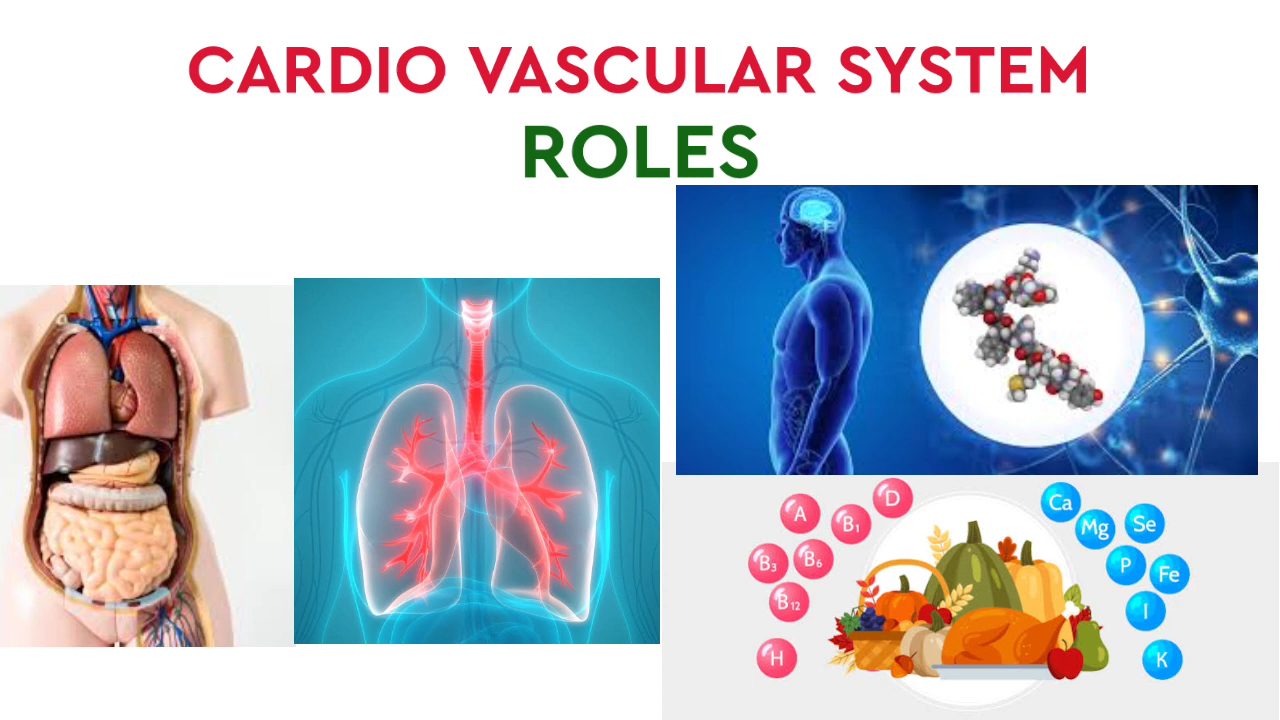 CARDIO VASCULAR SYSTEM
ROLES
A
B₁
D
B₃
B₆
B₁₂
H
Ca
Mg
Se
P
Fe
I
K